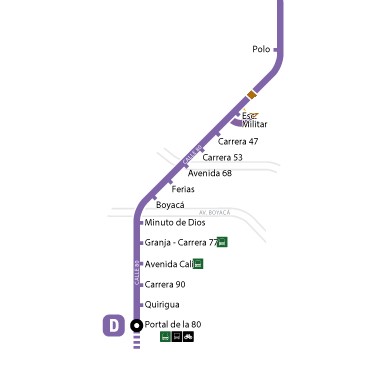 Polo
Esc.
Militar
Carrera 47
CALLE 80
Carrera 53
Avenida 68
Ferias
Boyacá
AV. BOYACÁ
Minuto de Dios
Granja - Carrera 77
Avenida Cali
CALLE 80
Carrera 90
Quirigua
D
Portal de la 80